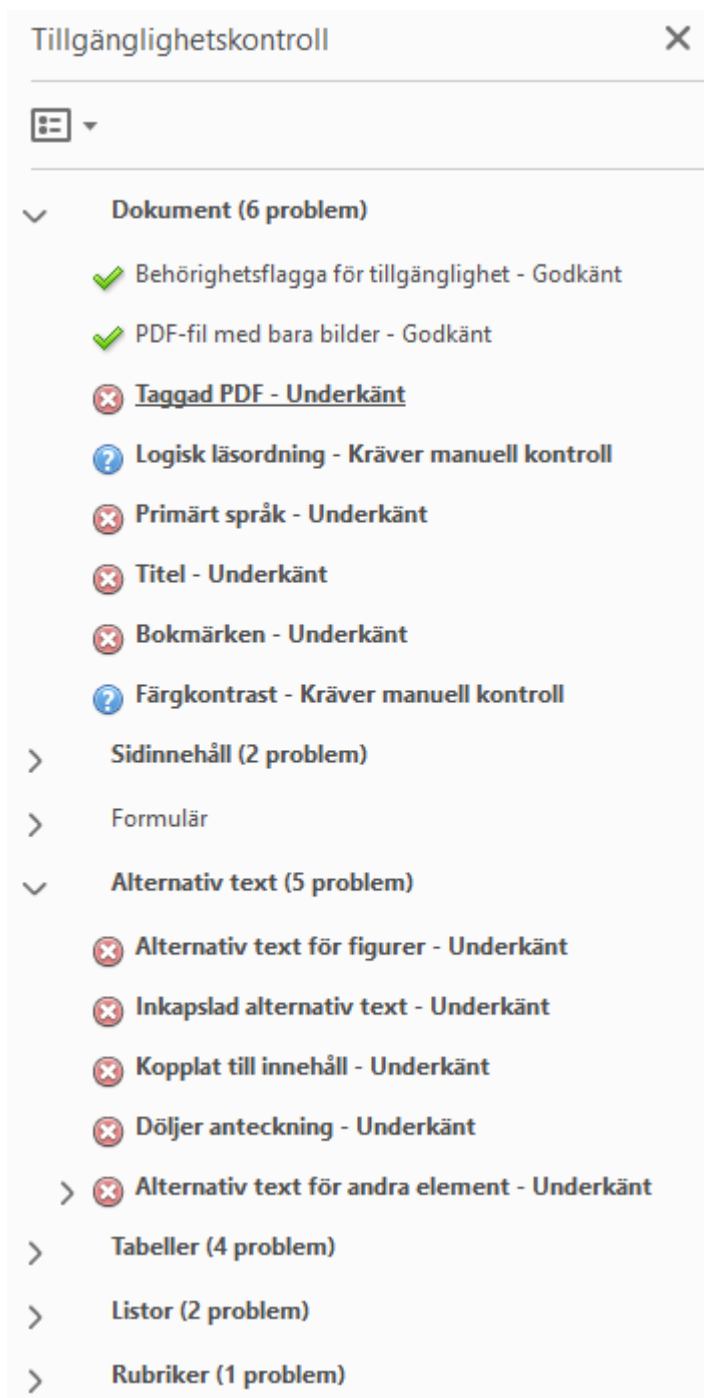 Tillgänglighetskontroll
Dokument (6 problem)
Behörighetsflagga för tillgänglighet - Godkänt
PDF-fil med bara bilder - Godkänt
Taggad PDF - Underkänt
Logisk läsordning - Kräver manuell kontroll
Primärt språk - Underkänt
Titel - Underkänt
Bokmärken - Underkänt
Färgkontrast - Kräver manuell kontroll
Sidinnehåll (2 problem)
Formulär
Alternativ text (5 problem)
Alternativ text för figurer - Underkänt
Inkapslad alternativ text - Underkänt
Kopplat till innehåll - Underkänt
Döljer anteckning - Underkänt
Alternativ text för andra element - Underkänt
Tabeller (4 problem)
Listor (2 problem)
Rubriker (1 problem)